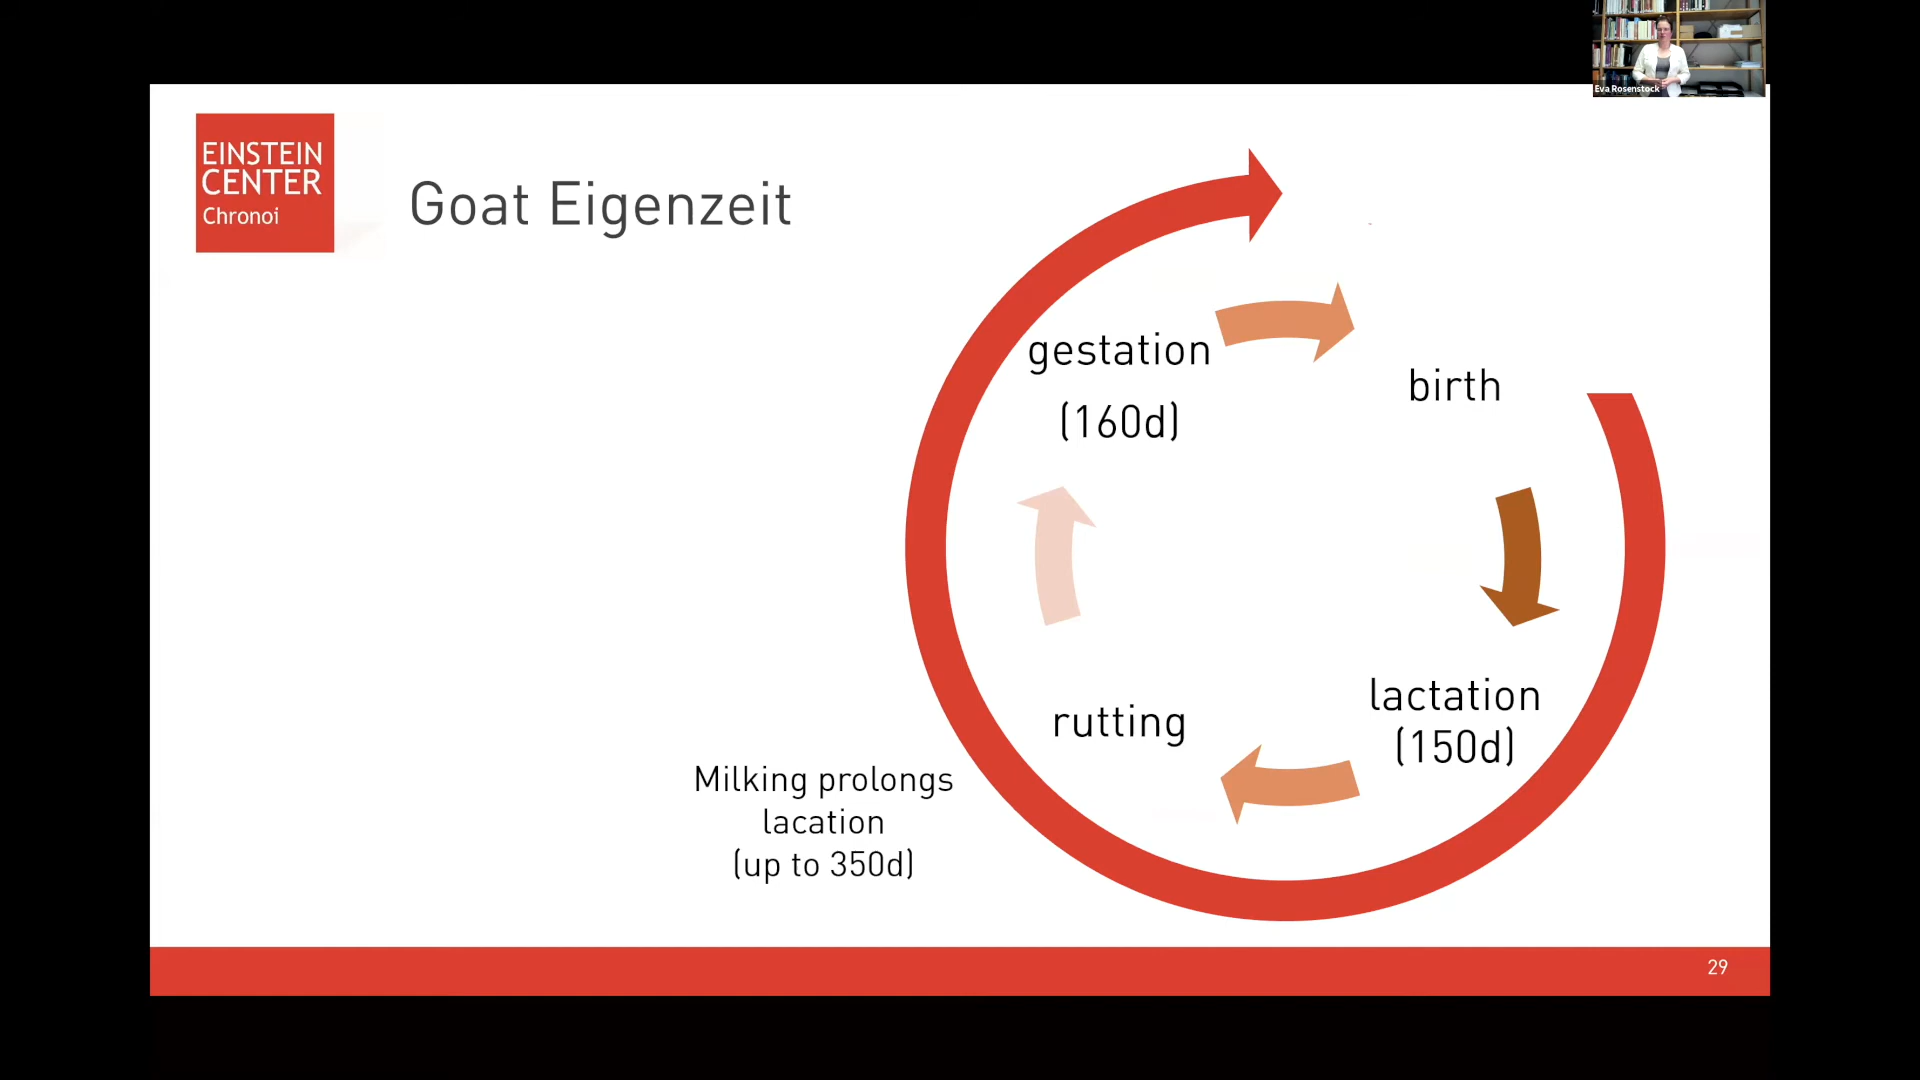 Eva Rosenstock
EINSTEIN
CENTER
Chronoi
Goat Eigenzeit
gestation
(160d)
birth
lactation
(150d)
rutting
Milking prolongs
lacation
(up to 350d)
29